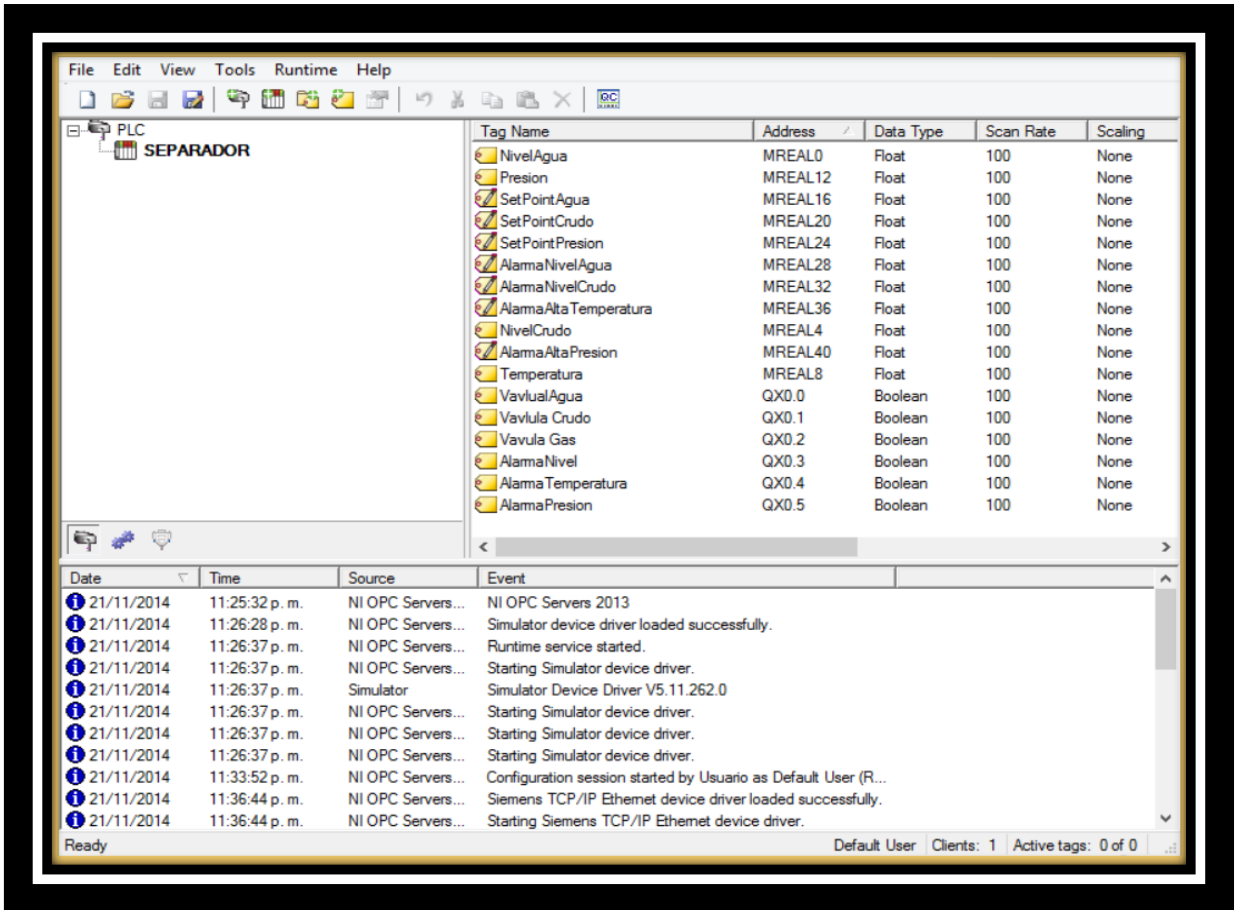 File Edit View Tools Runtime Help
PLC
SEPARADOR
Tag Name Address Data Type Scan Rate Scaling
NivelAgua MREAL0 Float 100 None
Presion MREAL12 Float 100 None
SetPointAgua MREAL16 Float 100 None
SetPointCrudo MREAL20 Float 100 None
SetPointPresion MREAL24 Float 100 None
AlarmaNivelAgua MREAL28 Float 100 None
AlarmaNivelCrudo MREAL32 Float 100 None
AlarmaAltaTemperatura MREAL36 Float 100 None
NivelCrudo MREAL4 Float 100 None
AlarmaAltaPresion MREAL40 Float 100 None
Temperatura MREAL8 Float 100 None
VavlualAgua QX0.0 Boolean 100 None
Vavlula Crudo QX0.1 Boolean 100 None
Vavula Gas QX0.2 Boolean 100 None
AlarmaNivel QX0.3 Boolean 100 None
AlarmaTemperatura QX0.4 Boolean 100 None
AlarmaPresion QX0.5 Boolean 100 None
Date Time Source Event
21/11/2014 11:25:32 p. m. NI OPC Servers... NI OPC Servers 2013
21/11/2014 11:26:28 p. m. NI OPC Servers... Simulator device driver loaded successfully.
21/11/2014 11:26:37 p. m. NI OPC Servers... Runtime service started.
21/11/2014 11:26:37 p. m. NI OPC Servers... Starting Simulator device driver.
21/11/2014 11:26:37 p. m. Simulator Simulator Device Driver V5.11.262.0
21/11/2014 11:26:37 p. m. NI OPC Servers... Starting Simulator device driver.
21/11/2014 11:26:37 p. m. NI OPC Servers... Starting Simulator device driver.
21/11/2014 11:26:37 p. m. NI OPC Servers... Starting Simulator device driver.
21/11/2014 11:33:52 p. m. NI OPC Servers... Configuration session started by Usuario as Default User (R...
21/11/2014 11:36:44 p. m. NI OPC Servers... Siemens TCP/IP Ethernet device driver loaded successfully.
21/11/2014 11:36:44 p. m. NI OPC Servers... Starting Siemens TCP/IP Ethernet device driver.
Ready Default User Clients: 1 Active tags: 0 of 0